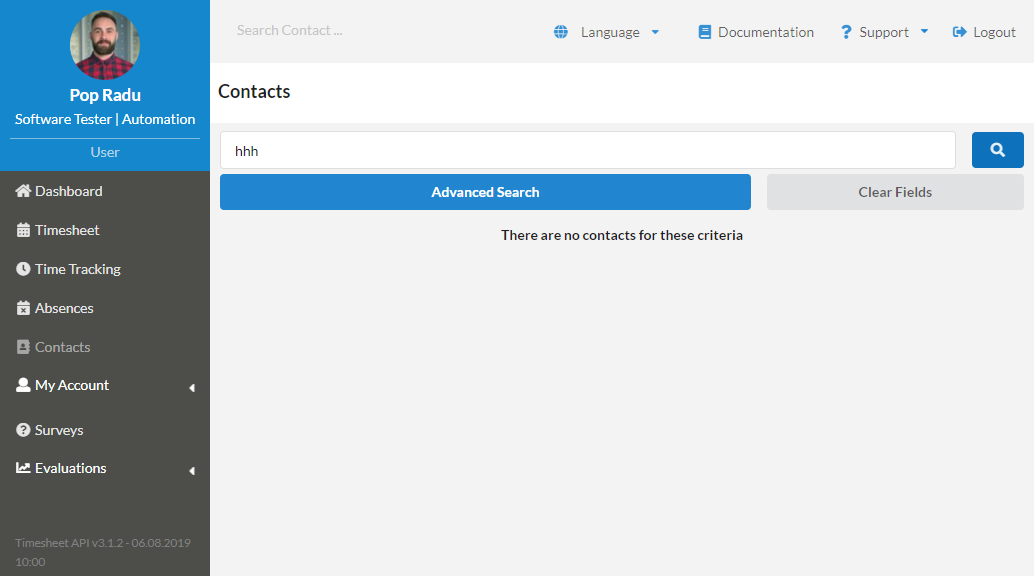 Pop Radu
Software Tester | Automation
User
Dashboard
Timesheet
Time Tracking
Absences
Contacts
My Account
Surveys
Evaluations
Timesheet API v3.1.2 - 06.08.2019
10:00
Search Contact ...
Language
Documentation
Support
Logout
Contacts
hhh
Advanced Search
Clear Fields
There are no contacts for these criteria